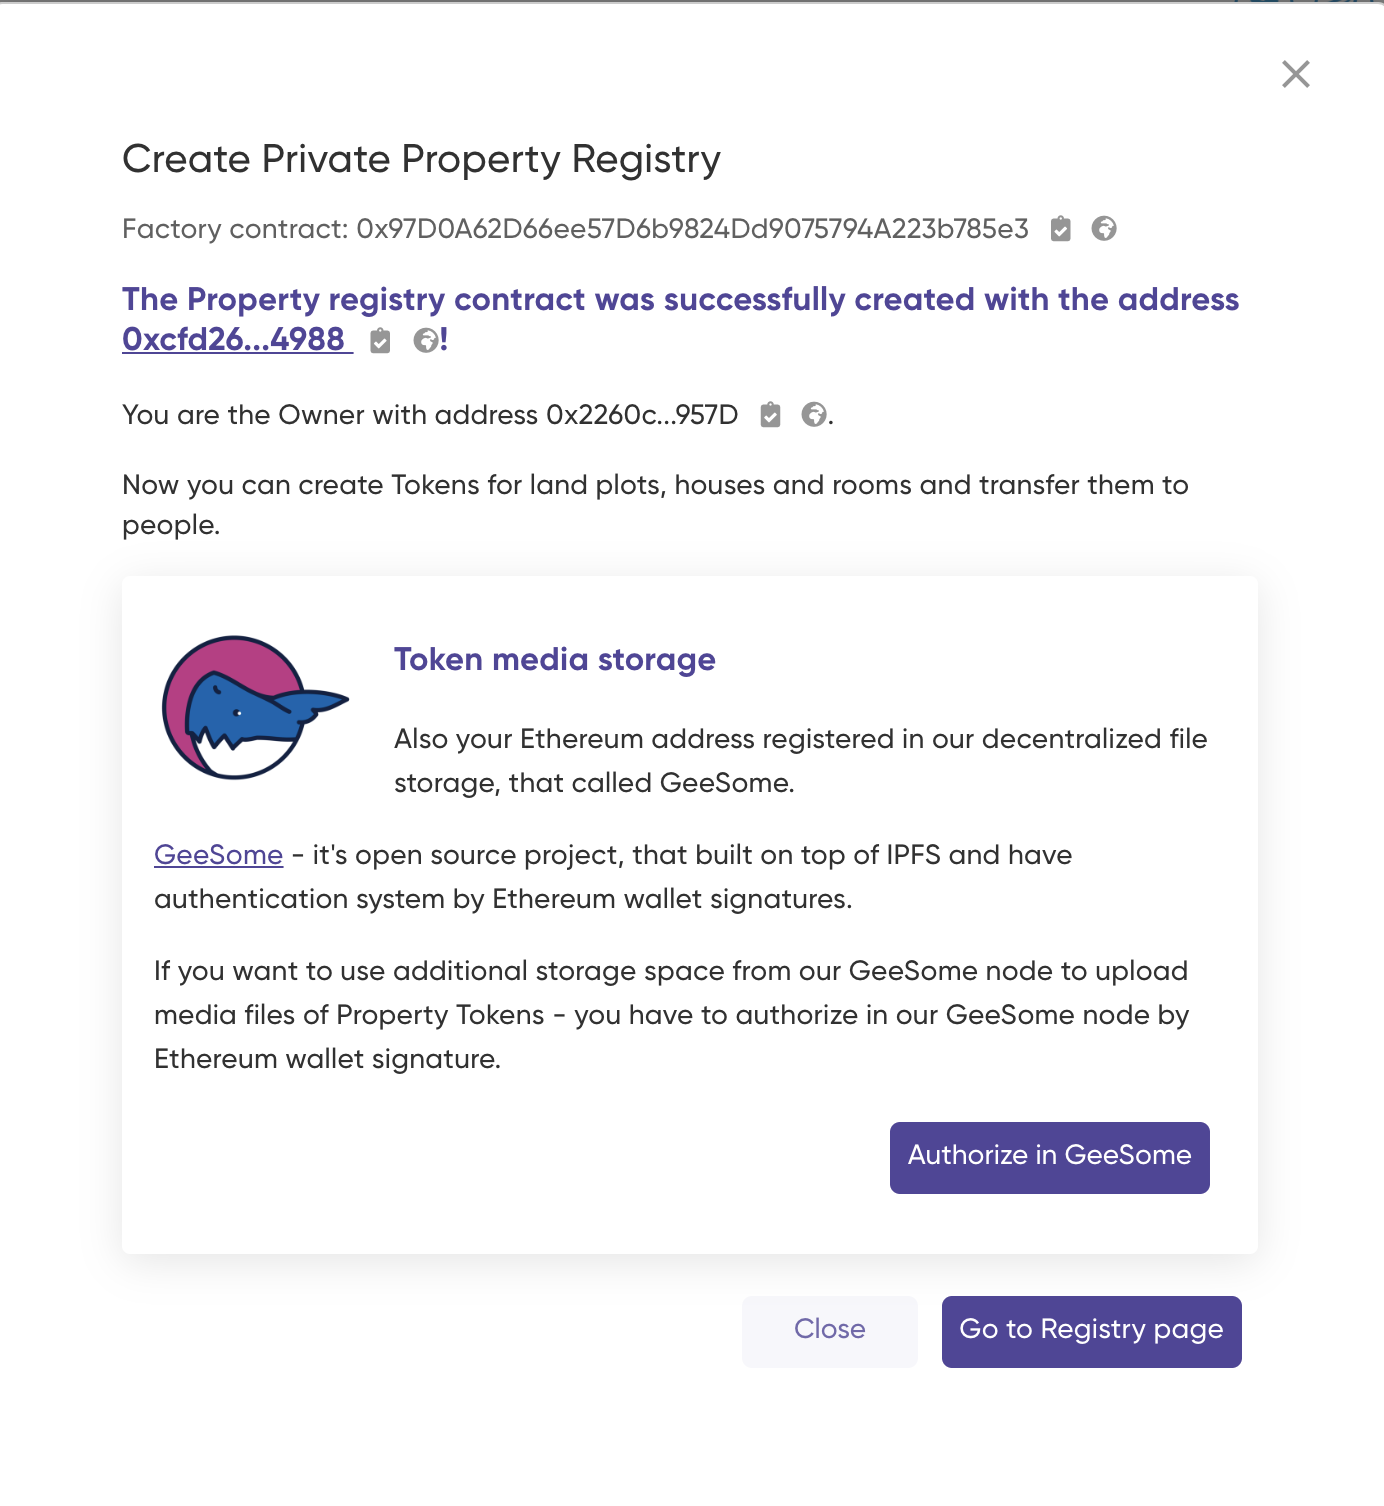 Create Private Property Registry
Factory contract: 0x97D0A62D66ee57D6b9824Dd9075794A223b785e3
The Property registry contract was successfully created with the address
0xcfd26...4988 !
You are the Owner with address 0x2260c...957D .
Now you can create Tokens for land plots, houses and rooms and transfer them to
people.
Token media storage
Also your Ethereum address registered in our decentralized file
storage, that called GeeSome.
GeeSome - it's open source project, that built on top of IPFS and have
authentication system by Ethereum wallet signatures.
If you want to use additional storage space from our GeeSome node to upload
media files of Property Tokens - you have to authorize in our GeeSome node by
Ethereum wallet signature.
Authorize in GeeSome
Close
Go to Registry page